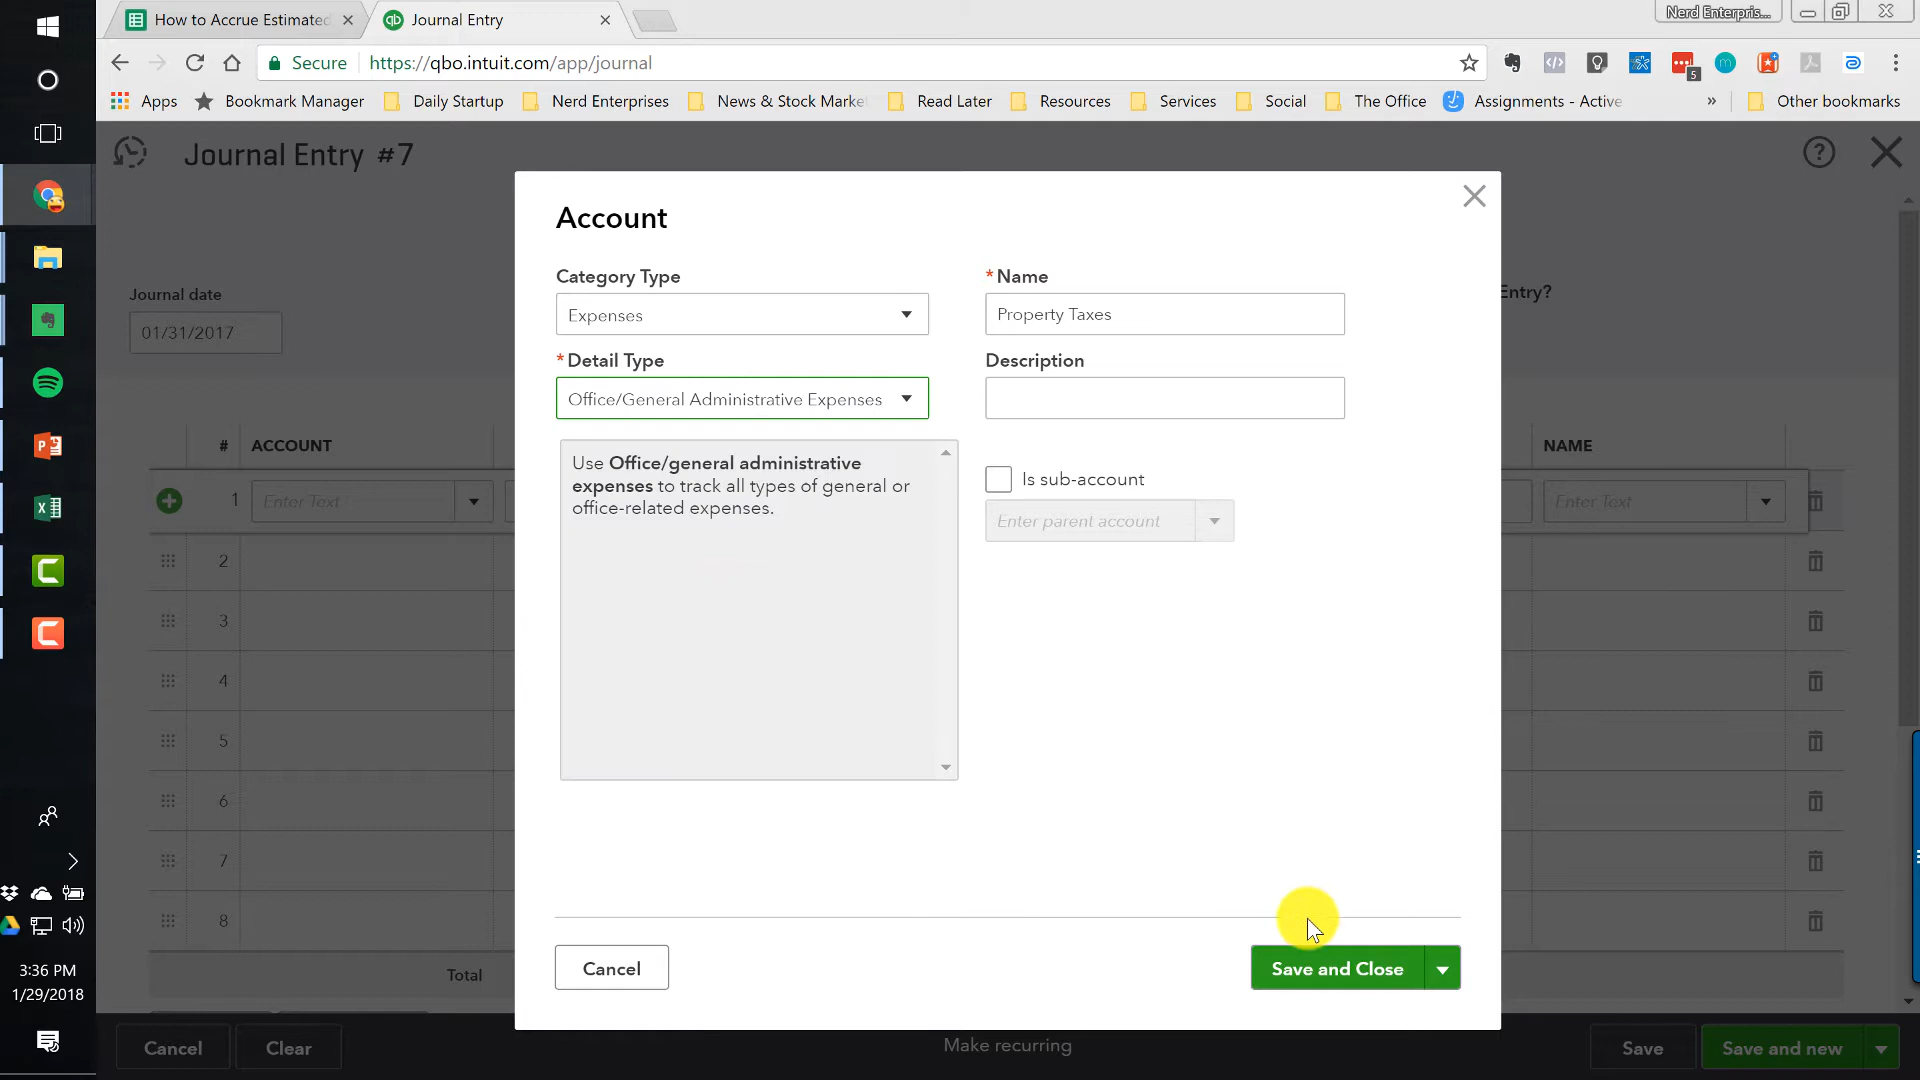 How to Accrue Estimated
Journal Entry
Nerd Enterpris...
Secure
https://qbo.intuit.com/app/journal
5
Apps
Bookmark Manager
Daily Startup
Nerd Enterprises
News & Stock Marke
Read Later
Resources
Services
Social
The Office
Assignments - Active
»
Other bookmarks
Journal Entry #7
Account
Category Type
*Name
Expenses
Property Taxes
Entry?
Journal date
01/31/2017
*Detail Type
Description
Office/General Administrative Expenses
# ACCOUNT
NAME
Use Office/general administrative
expenses to track all types of general or
office-related expenses.
Is sub-account
1 Enter Text
Enter parent account
Enter Text
2
3
4
5
6
7
8
Total
Cancel
Save and Close
3:36 PM
1/29/2018
Cancel
Clear
Make recurring
Save
Save and new